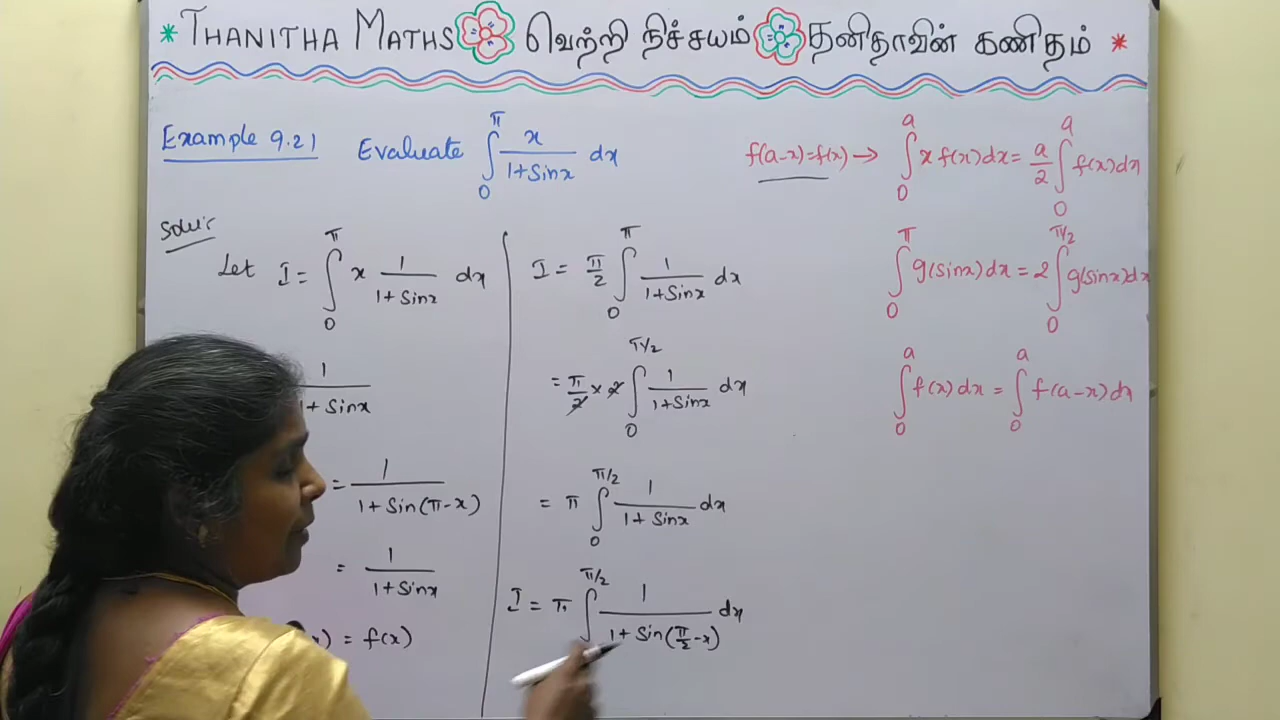 * THANITHA MATHS வெற்றி நிச்சயம் தனிதாவின் கணிதம் *
Example 9.21 Evaluate ∫₀^π x/(1+Sinx) dx
Soln:
Let I = ∫₀^π x 1/(1+Sinx) dx
1/(1+Sinx)
= 1/(1+Sin(π-x))
= 1/(1+Sinx)
x) = f(x)
I = π/2 ∫₀^π 1/(1+Sinx) dx
= π/2 × 2 ∫₀^{π/2} 1/(1+Sinx) dx
= π ∫₀^{π/2} 1/(1+Sinx) dx
I = π ∫^{π/2} 1/(1+Sin(π/2-x)) dx
f(a-x)=f(x) → ∫₀^a x f(x)dx = a/2 ∫₀^a f(x)dx
∫₀^π g(sinx)dx = 2 ∫₀^{π/2} g(sinx)dx
∫₀^a f(x)dx = ∫₀^a f(a-x)dx